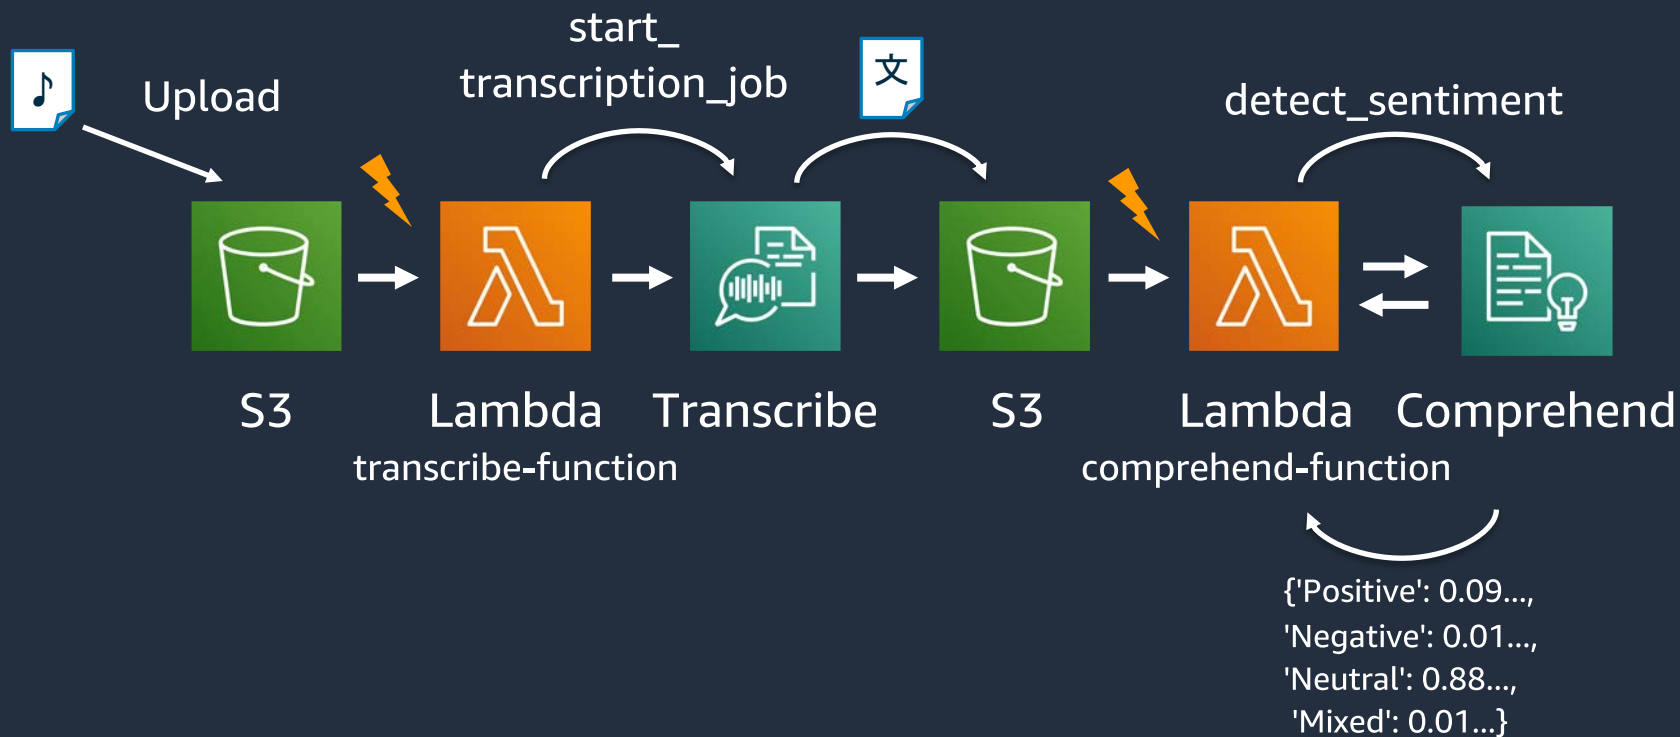 start_
transcription_job
文
Upload
detect_sentiment
S3
Lambda
Transcribe
S3
Lambda
Comprehend
transcribe-function
comprehend-function
{'Positive': 0.09...,
'Negative': 0.01...,
'Neutral': 0.88...,
'Mixed': 0.01...}